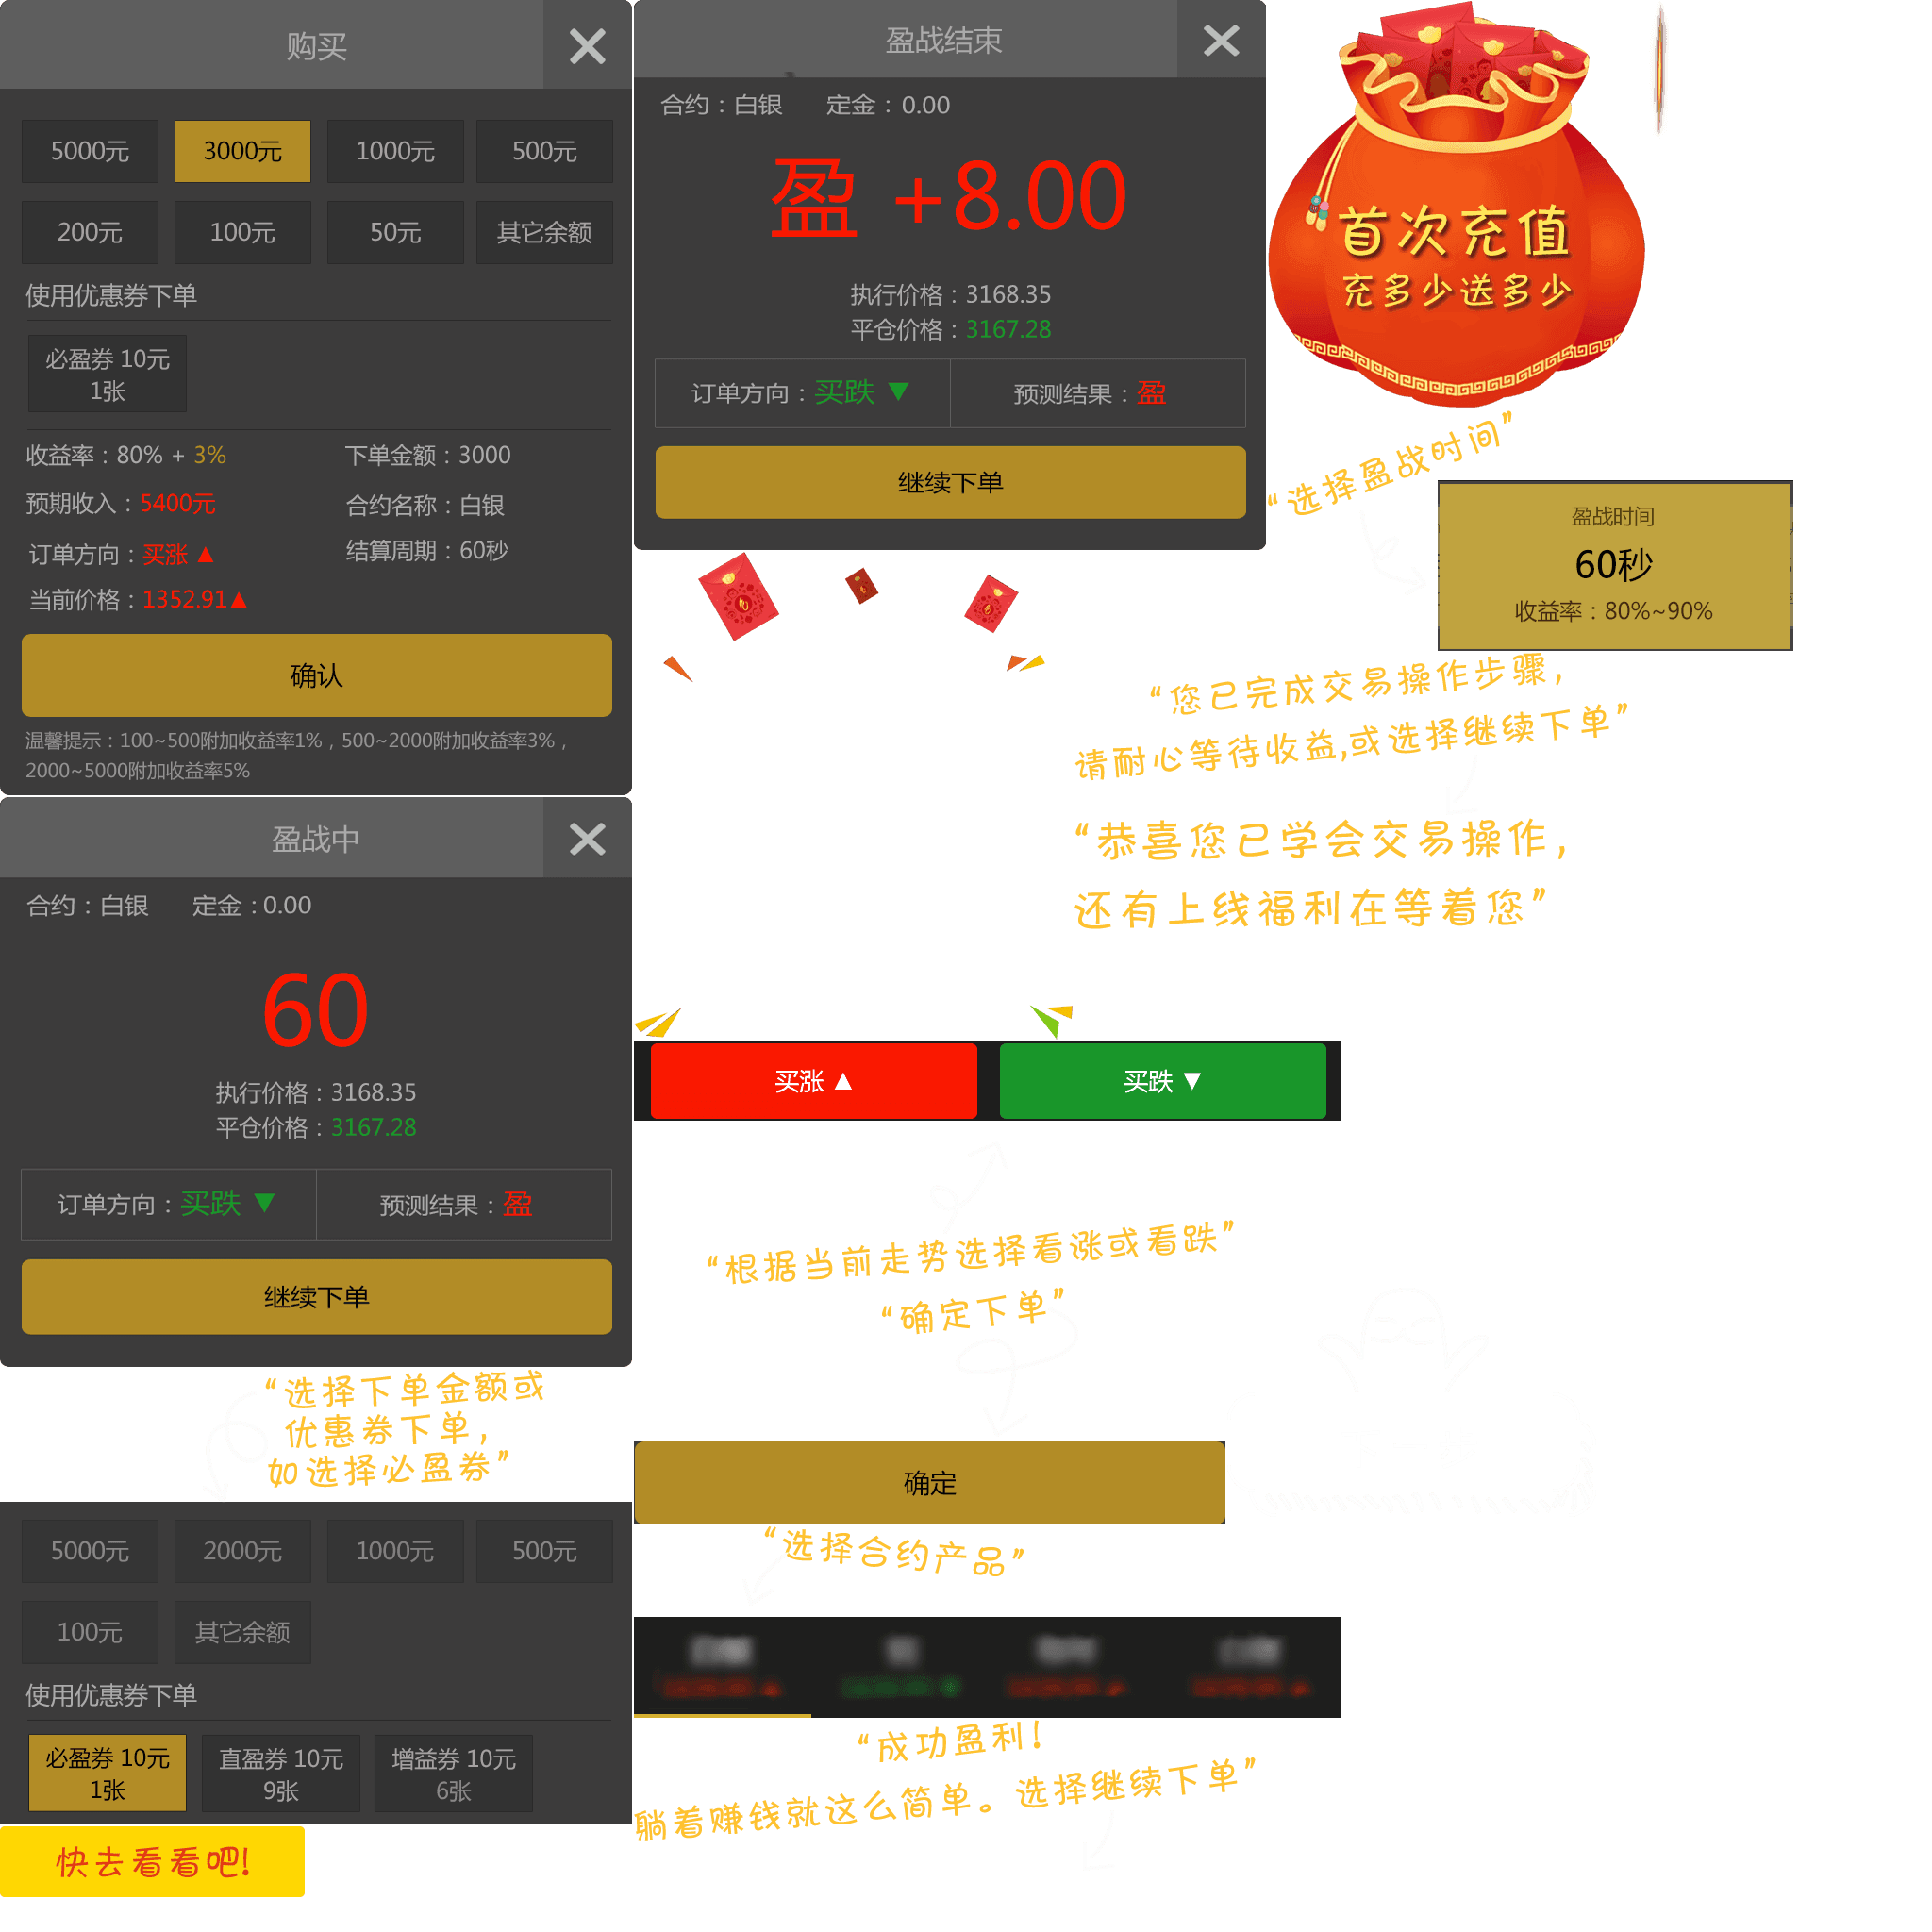 购买
5000元 3000元 1000元 500元
200元 100元 50元 其它余额
使用优惠券下单
必盈券 10元
1张
收益率：80% + 3% 下单金额：3000
预期收入：5400元 合约名称：白银
订单方向：买涨 ▲ 结算周期：60秒
当前价格：1352.91▲
确认
温馨提示：100~500附加收益率1%，500~2000附加收益率3%，
2000~5000附加收益率5%
盈战结束
合约：白银 定金：0.00
盈 +8.00
执行价格：3168.35
平仓价格：3167.28
订单方向：买跌 ▼ 预测结果：盈
继续下单
首次充值
充多少送多少
“选择盈战时间”
盈战时间
60秒
收益率：80%~90%
“您已完成交易操作步骤，
请耐心等待收益,或选择继续下单”
“恭喜您已学会交易操作，
还有上线福利在等着您”
盈战中
合约：白银 定金：0.00
60
执行价格：3168.35
平仓价格：3167.28
订单方向：买跌 ▼ 预测结果：盈
继续下单
买涨 ▲ 买跌 ▼
“根据当前走势选择看涨或看跌”
“确定下单”
“选择下单金额或
优惠券下单，
如选择必盈券”
确定
“选择合约产品”
5000元 2000元 1000元 500元
100元 其它余额
使用优惠券下单
必盈券 10元 直盈券 10元 增益券 10元
1张 9张 6张
“成功盈利！
躺着赚钱就这么简单。选择继续下单”
快去看看吧!